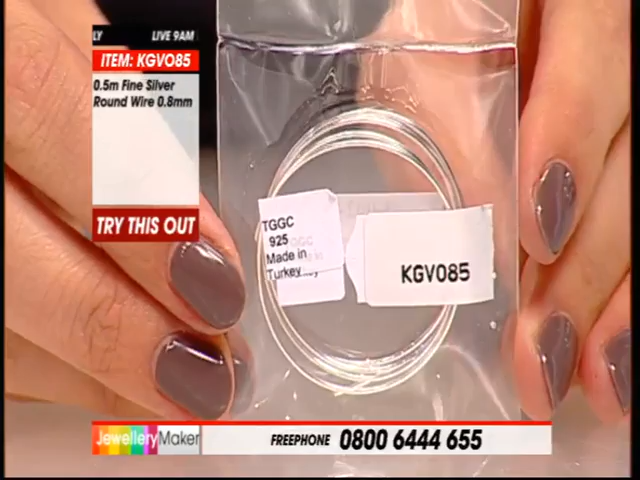 LY LIVE 9AM
ITEM: KGVO85
0.5m Fine Silver
Round Wire 0.8mm
TRY THIS OUT
TGGC
925
Made in
Turkey
KGV085
JewelleryMaker FREEPHONE 0800 6444 655